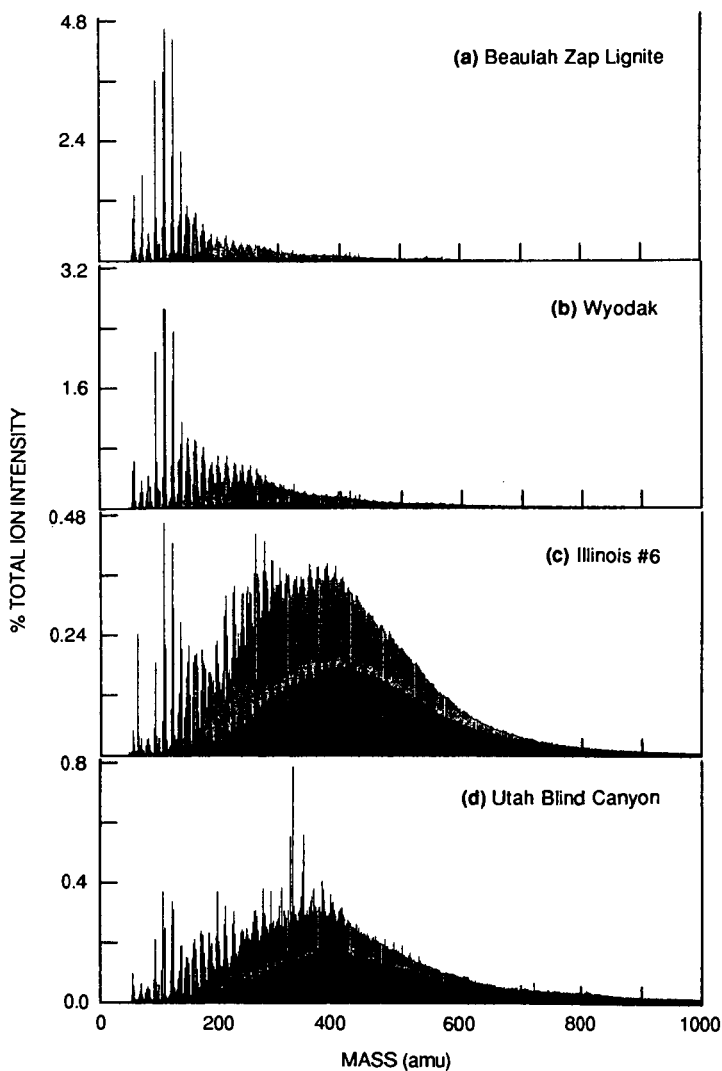 4.8
(a) Beaulah Zap Lignite
2.4
3.2
(b) Wyodak
1.6
% TOTAL ION INTENSITY
0.48
(c) Illinois #6
0.24
0.8
(d) Utah Blind Canyon
0.4
0.0
0 200 400 600 800 1000
MASS (amu)